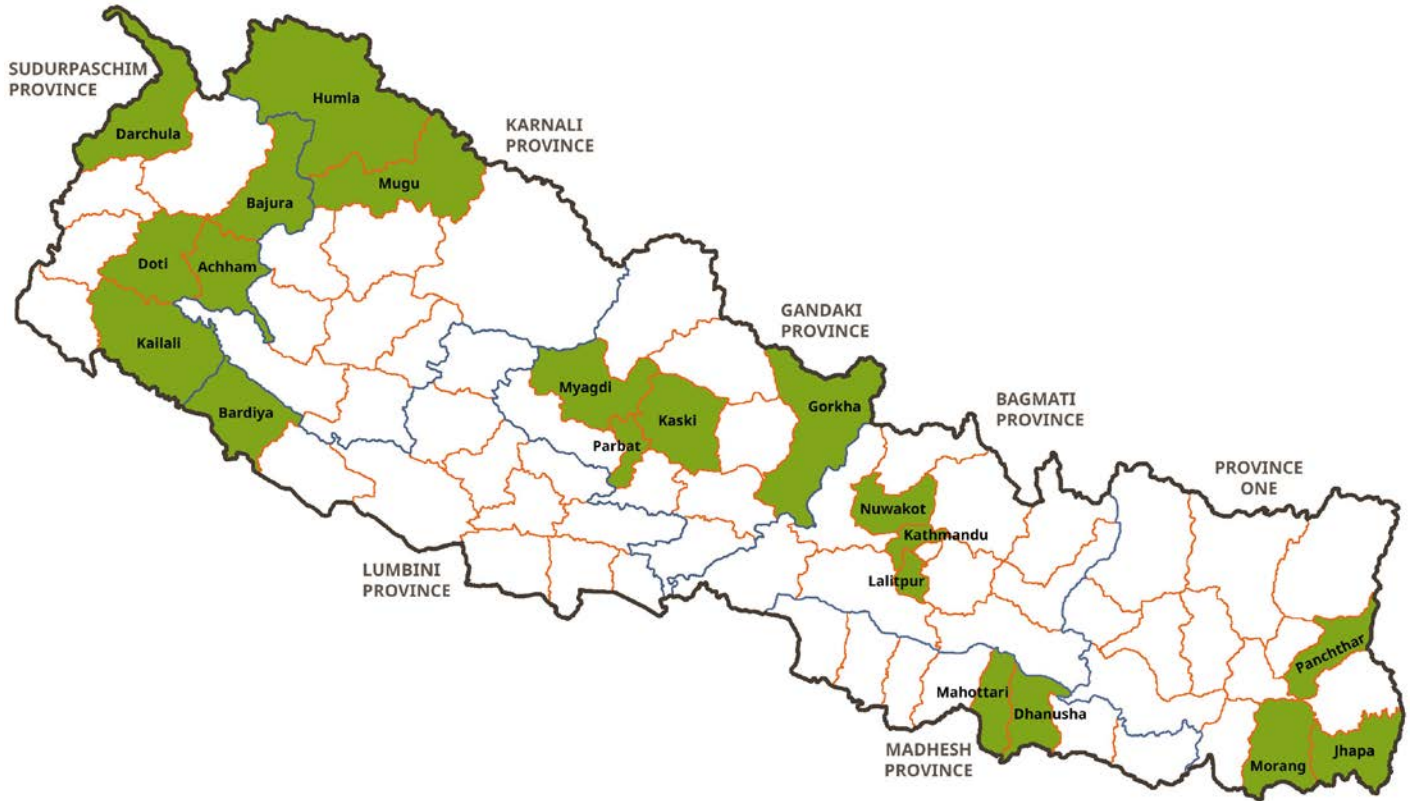 SUDURPASCHIM
PROVINCE
Humla
Darchula
KARNALI
PROVINCE
Mugu
Bajura
Doti
Achham
Kailali
Bardiya
GANDAKI
PROVINCE
Myagdi
Kaski
Gorkha
Parbat
BAGMATI
PROVINCE
PROVINCE
ONE
Nuwakot
Kathmandu
Lalitpur
LUMBINI
PROVINCE
Panchthar
Mahottari
Dhanusha
MADHESH
PROVINCE
Morang
Jhapa